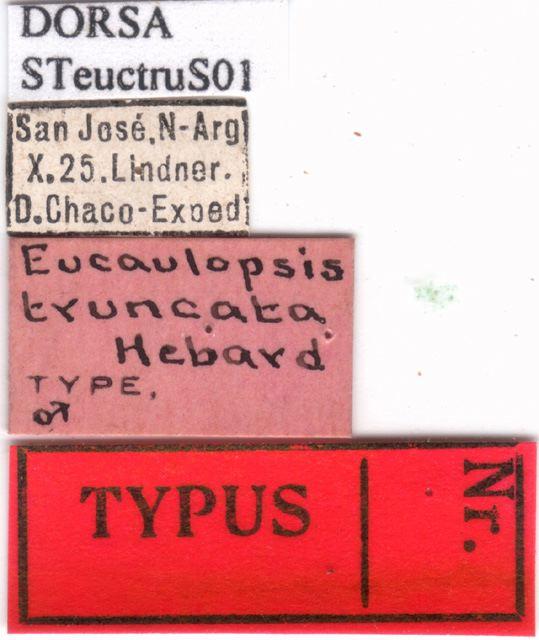 DORSA
STeuctruS01
San José,N-Arg
X.25.Lindner.
D.Chaco-Exped
Eucaulopsis
truncata
Hebard
TYPE.
♂
TYPUS
Nr.